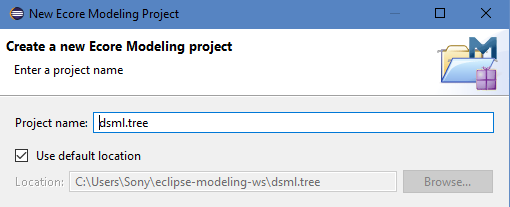 New Ecore Modeling Project
Create a new Ecore Modeling project
Enter a project name
Project name: dsml.tree
Use default location
Location: C:\Users\Sony\eclipse-modeling-ws\dsml.tree Browse...